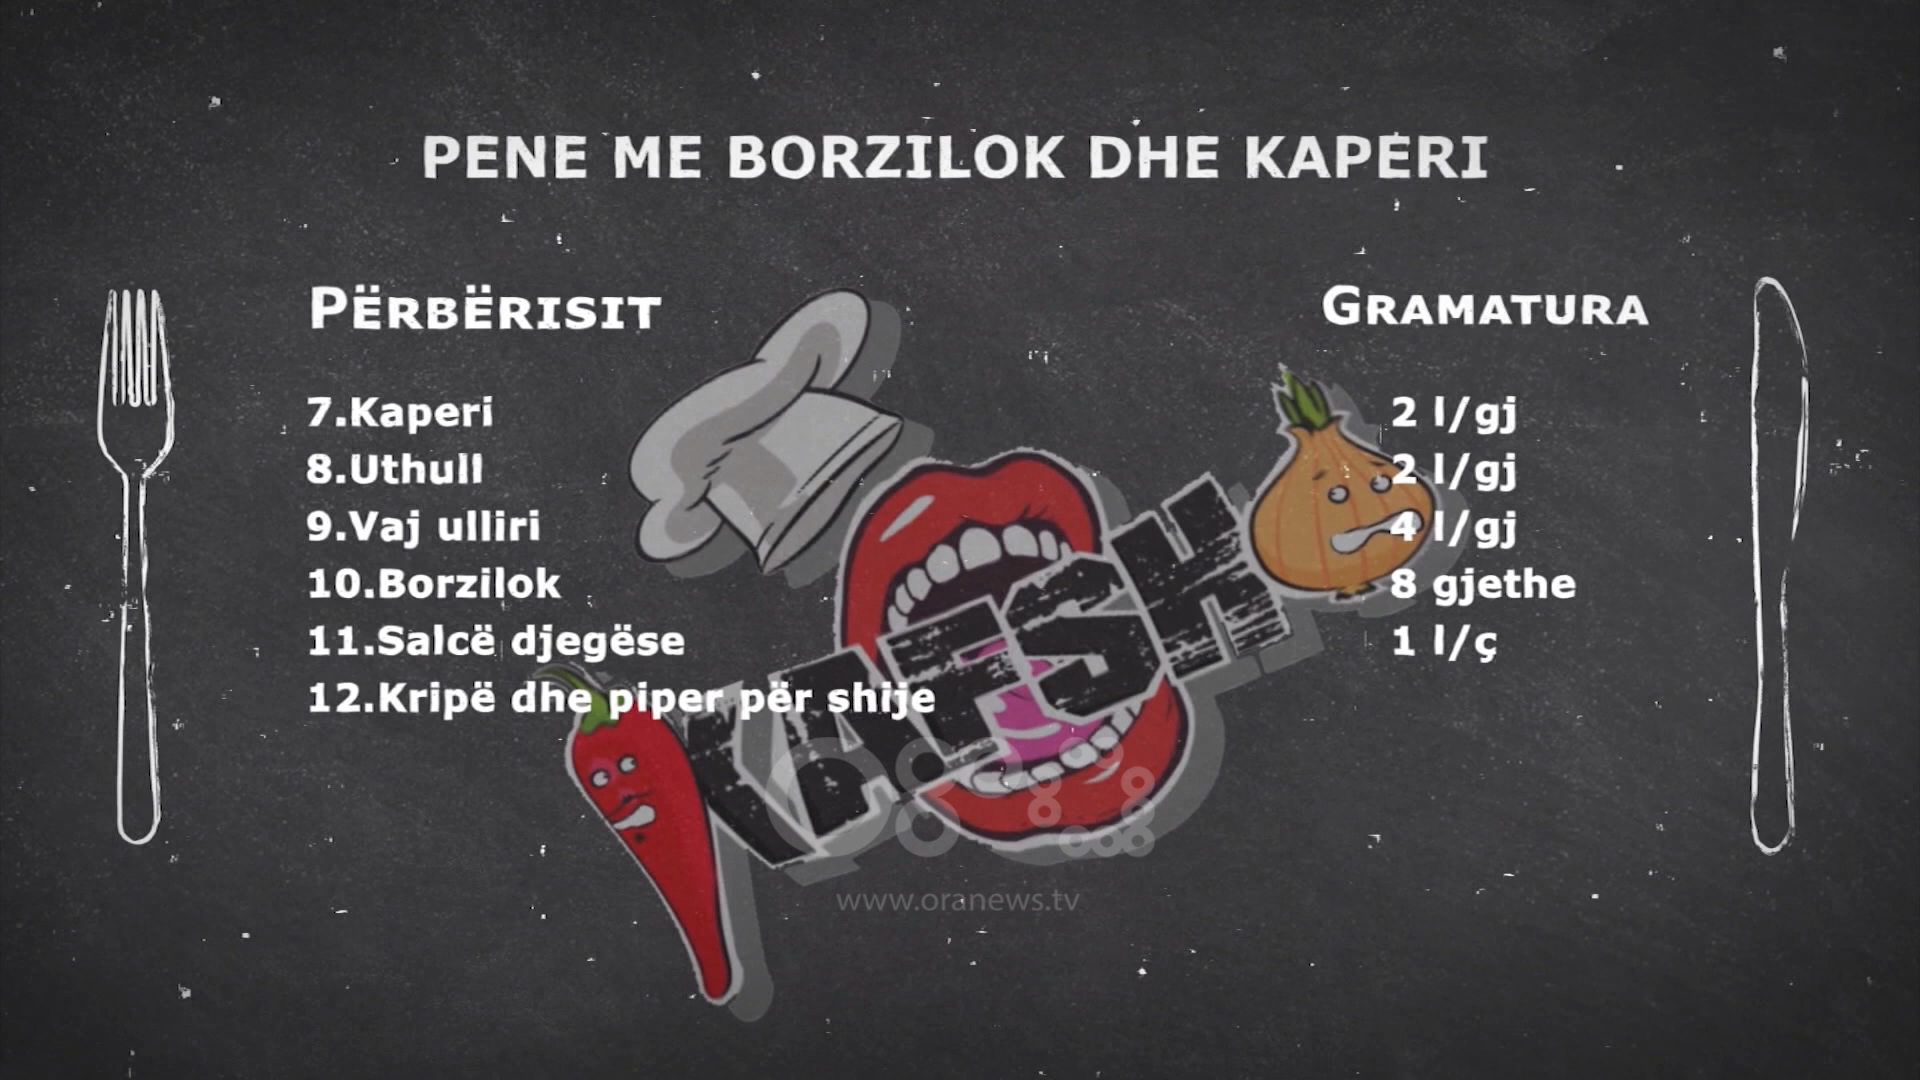 PENE ME BORZILOK DHE KAPERI
PËRBËRISIT GRAMATURA
7.Kaperi 2 l/gj
8.Uthull 2 l/gj
9.Vaj ulliri 4 l/gj
10.Borzilok 8 gjethe
11.Salcë djegëse 1 l/ç
12.Kripë dhe piper për shije
KAFSH
www.oranews.tv